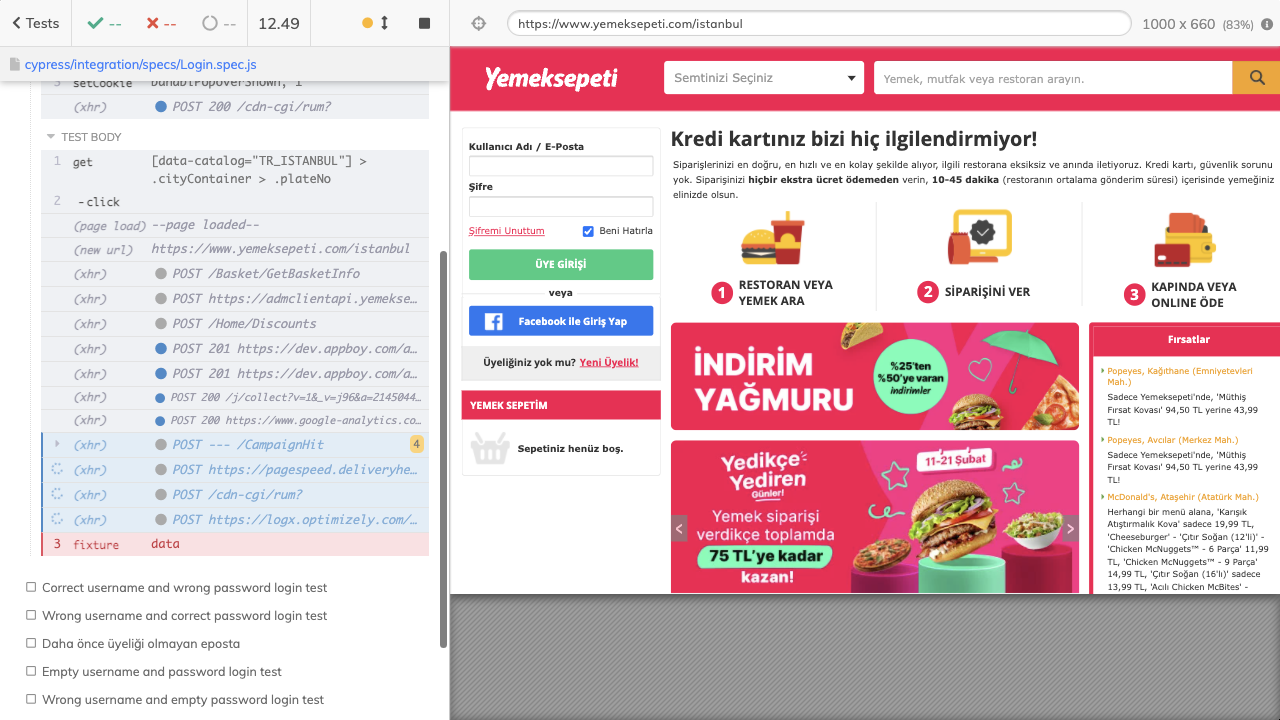 Tests
--
--
--
12.49
cypress/integration/specs/Login.spec.js
setCookie
(xhr) POST 200 /cdn-cgi/rum?
TEST BODY
1 get [data-catalog="TR_ISTANBUL"] >
.cityContainer > .plateNo
2 -click
(page load) --page loaded--
(new url) https://www.yemeksepeti.com/istanbul
(xhr) POST /Basket/GetBasketInfo
(xhr) POST https://admclientapi.yemekse…
(xhr) POST /Home/Discounts
(xhr) POST 201 https://dev.appboy.com/a…
(xhr) POST 201 https://dev.appboy.com/a…
(xhr) POST 200 /j/collect?v=1&_v=j96&a=2145044…
(xhr) POST 200 https://www.google-analytics.co…
(xhr) POST --- /CampaignHit 4
(xhr) POST https://pagespeed.deliveryhe…
(xhr) POST /cdn-cgi/rum?
(xhr) POST https://logx.optimizely.com/…
3 fixture data
Correct username and wrong password login test
Wrong username and correct password login test
Daha önce üyeliği olmayan eposta
Empty username and password login test
Wrong username and empty password login test
https://www.yemeksepeti.com/istanbul
1000 x 660 (83%)
Yemeksepeti
Semtinizi Seçiniz
Yemek, mutfak veya restoran arayın.
Kullanıcı Adı / E-Posta
Şifre
Şifremi Unuttum
Beni Hatırla
ÜYE GİRİŞİ
veya
Facebook ile Giriş Yap
Üyeliğiniz yok mu? Yeni Üyelik!
YEMEK SEPETİM
Sepetiniz henüz boş.
Kredi kartınız bizi hiç ilgilendirmiyor!
Siparişlerinizi en doğru, en hızlı ve en kolay şekilde alıyor, ilgili restorana eksiksiz ve anında iletiyoruz. Kredi kartı, güvenlik sorunu
yok. Siparişinizi hiçbir ekstra ücret ödemeden verin, 10-45 dakika (restoranın ortalama gönderim süresi) içerisinde yemeğiniz
elinizde olsun.
1 RESTORAN VEYA
YEMEK ARA
2 SİPARİŞİNİ VER
3 KAPINDA VEYA
ONLINE ÖDE
İNDİRİM
YAĞMURU
%25'ten
%50'ye varan
indirimler
Yedikçe
Yediren
Günler!
11-21 Şubat
Yemek siparişi
verdikçe toplamda
75 TL'ye kadar
kazan!
Fırsatlar
Popeyes, Kağıthane (Emniyetevleri
Mah.)
Sadece Yemeksepeti'nde, 'Müthiş
Fırsat Kovası' 94,50 TL yerine 43,99
TL!
Popeyes, Avcılar (Merkez Mah.)
Sadece Yemeksepeti'nde, 'Müthiş
Fırsat Kovası' 94,50 TL yerine 43,99
TL!
McDonald's, Ataşehir (Atatürk Mah.)
Herhangi bir menü alana, 'Karışık
Atıştırmalık Kova' sadece 19,99 TL,
'Cheeseburger' - 'Çıtır Soğan (12'li)' -
'Chicken McNuggets™ - 6 Parça' 11,99
TL, 'Chicken McNuggets™ - 9 Parça'
14,99 TL, 'Çıtır Soğan (16'lı)' sadece
13,99 TL, 'Acılı Chicken McBites' -